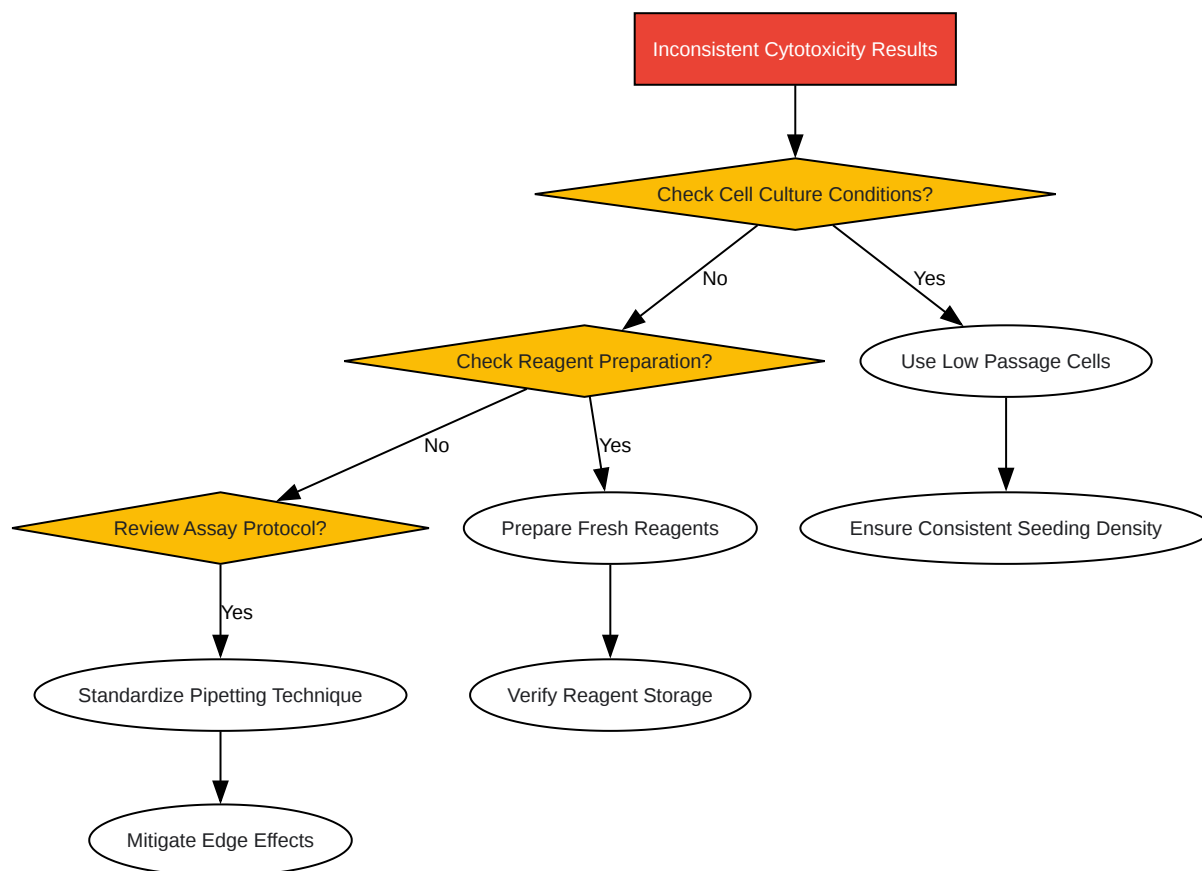 Inconsistent Cytotoxicity Results
Check Cell Culture Conditions?
No
Yes
Check Reagent Preparation?
Use Low Passage Cells
No
Yes
Review Assay Protocol?
Prepare Fresh Reagents
Ensure Consistent Seeding Density
Yes
Standardize Pipetting Technique
Verify Reagent Storage
Mitigate Edge Effects